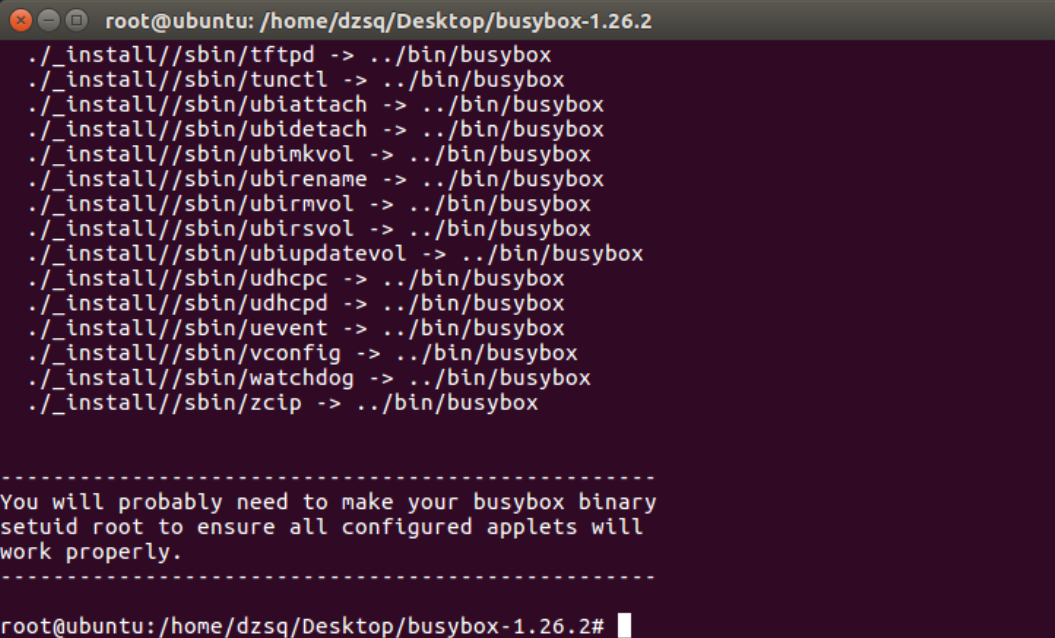 root@ubuntu: /home/dzsq/Desktop/busybox-1.26.2
./_install//sbin/tftpd -> ../bin/busybox
./_install//sbin/tunctl -> ../bin/busybox
./_install//sbin/ubiattach -> ../bin/busybox
./_install//sbin/ubidetach -> ../bin/busybox
./_install//sbin/ubimkvol -> ../bin/busybox
./_install//sbin/ubirename -> ../bin/busybox
./_install//sbin/ubirmvol -> ../bin/busybox
./_install//sbin/ubirsvol -> ../bin/busybox
./_install//sbin/ubiupdatevol -> ../bin/busybox
./_install//sbin/udhcpc -> ../bin/busybox
./_install//sbin/udhcpd -> ../bin/busybox
./_install//sbin/uevent -> ../bin/busybox
./_install//sbin/vconfig -> ../bin/busybox
./_install//sbin/watchdog -> ../bin/busybox
./_install//sbin/zcip -> ../bin/busybox
--------------------------------------------------
You will probably need to make your busybox binary
setuid root to ensure all configured applets will
work properly.
--------------------------------------------------
root@ubuntu:/home/dzsq/Desktop/busybox-1.26.2#